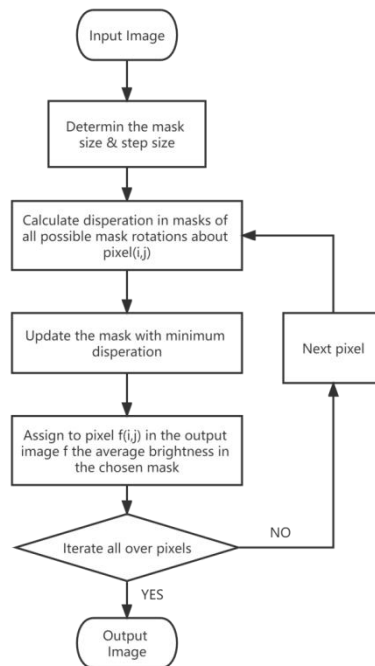 Input Image
Determin the mask
size & step size
Calculate disperation in masks of
all possible mask rotations about
pixel(i,j)
Update the mask with minimum
disperation
Next pixel
Assign to pixel f(i,j) in the output
image f the average brightness in
the chosen mask
NO
Iterate all over pixels
YES
Output
Image